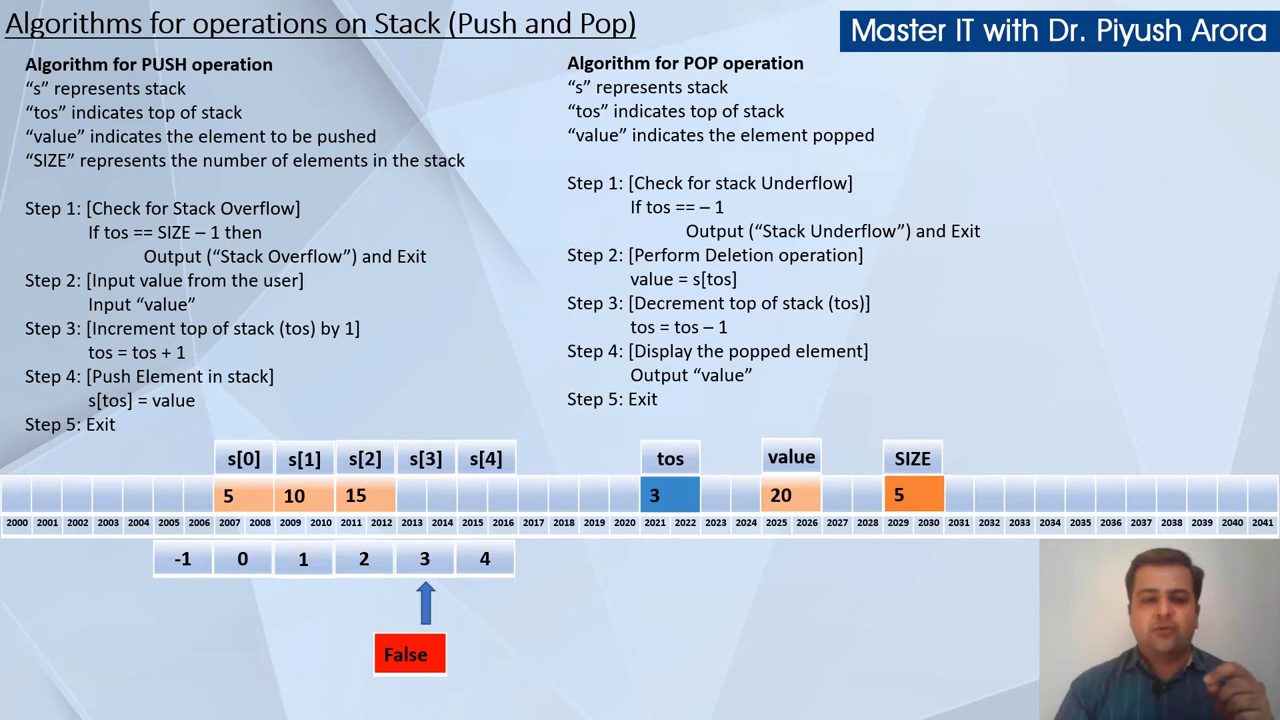 Algorithms for operations on Stack (Push and Pop)
Master IT with Dr. Piyush Arora
Algorithm for PUSH operation
“s” represents stack
“tos” indicates top of stack
“value” indicates the element to be pushed
“SIZE” represents the number of elements in the stack
Step 1: [Check for Stack Overflow]
If tos == SIZE – 1 then
Output (“Stack Overflow”) and Exit
Step 2: [Input value from the user]
Input “value”
Step 3: [Increment top of stack (tos) by 1]
tos = tos + 1
Step 4: [Push Element in stack]
s[tos] = value
Step 5: Exit
Algorithm for POP operation
“s” represents stack
“tos” indicates top of stack
“value” indicates the element popped
Step 1: [Check for stack Underflow]
If tos == – 1
Output (“Stack Underflow”) and Exit
Step 2: [Perform Deletion operation]
value = s[tos]
Step 3: [Decrement top of stack (tos)]
tos = tos – 1
Step 4: [Display the popped element]
Output “value”
Step 5: Exit
s[0] s[1] s[2] s[3] s[4] tos value SIZE
5 10 15 3 20 5
2000 2001 2002 2003 2004 2005 2006 2007 2008 2009 2010 2011 2012 2013 2014 2015 2016 2017 2018 2019 2020 2021 2022 2023 2024 2025 2026 2027 2028 2029 2030 2031 2032 2033 2034 2035 2036 2037 2038 2039 2040 2041
-1 0 1 2 3 4
False